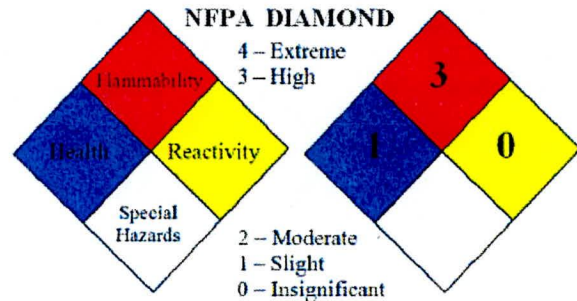 NFPA DIAMOND
4 – Extreme
3 – High
Flammability
Health
Reactivity
Special
Hazards
3
1
0
2 – Moderate
1 – Slight
0 – Insignificant